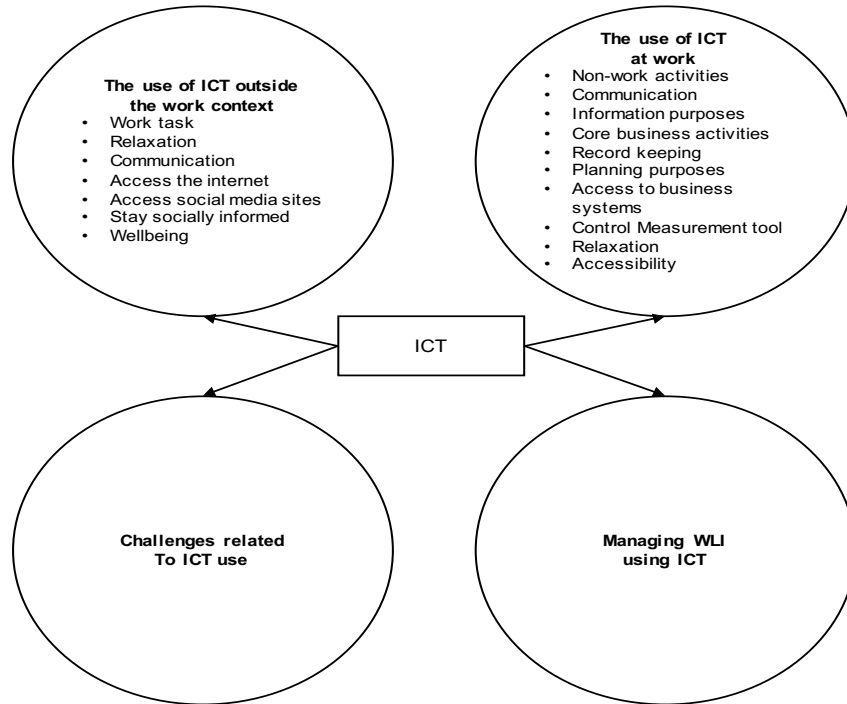 The use of ICT outside
the work context
• Work task
• Relaxation
• Communication
• Access the internet
• Access social media sites
• Stay socially informed
• Wellbeing
The use of ICT
at work
• Non-work activities
• Communication
• Information purposes
• Core business activities
• Record keeping
• Planning purposes
• Access to business
systems
• Control Measurement tool
• Relaxation
• Accessibility
ICT
Challenges related
To ICT use
Managing WLI
using ICT